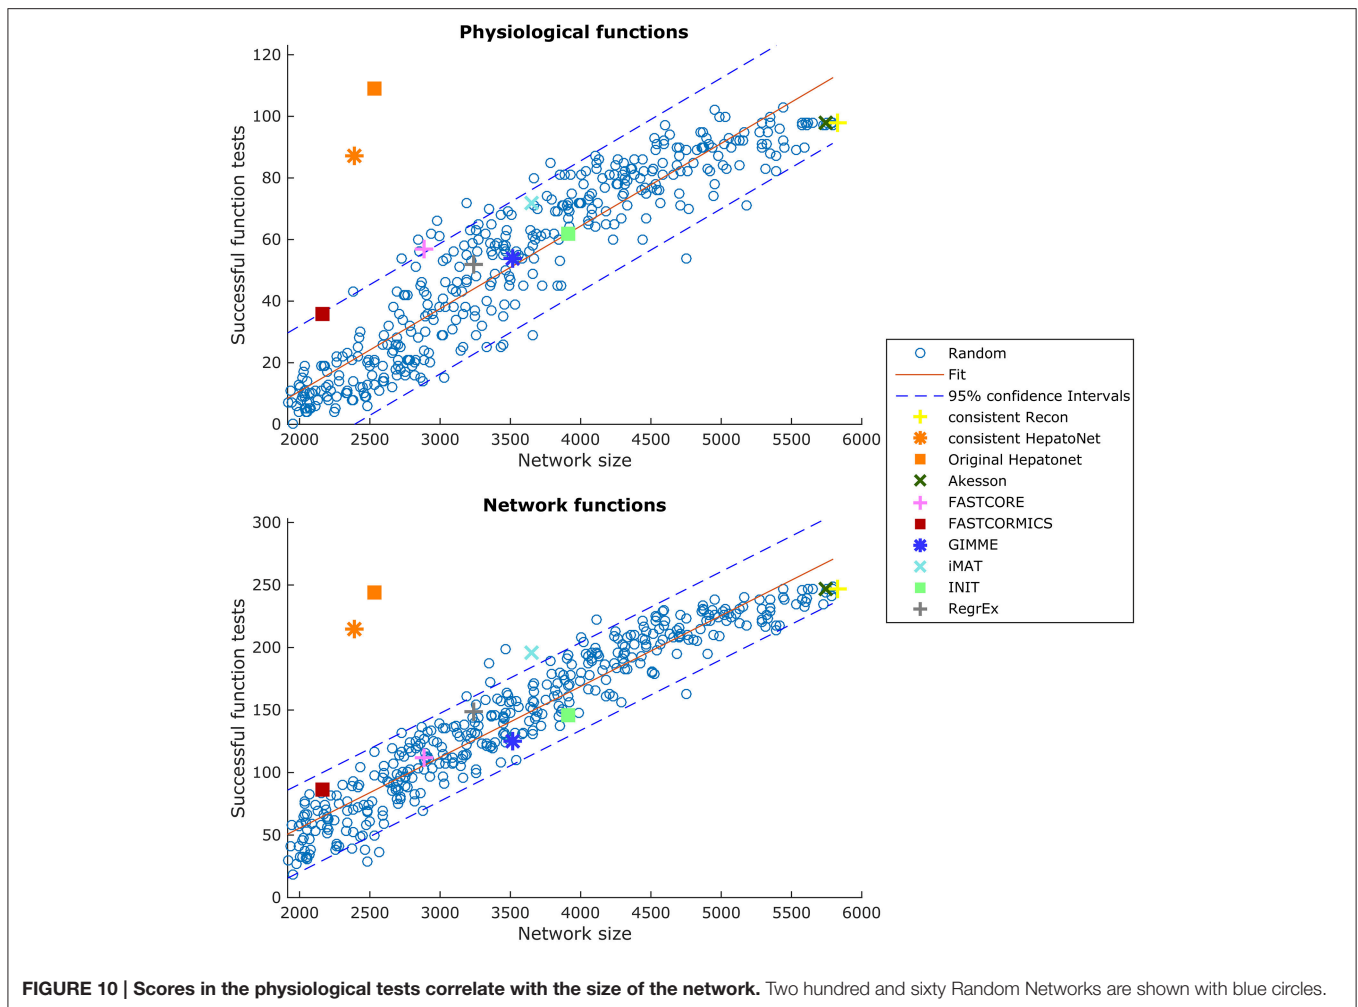 Physiological functions
120
100
80
60
40
20
0
Successful function tests
2000 2500 3000 3500 4000 4500 5000 5500 6000
Network size
Random
Fit
95% confidence Intervals
consistent Recon
consistent HepatoNet
Original Hepatonet
Akesson
FASTCORE
FASTCORMICS
GIMME
iMAT
INIT
RegrEx
Network functions
300
250
200
150
100
50
0
Successful function tests
2000 2500 3000 3500 4000 4500 5000 5500 6000
Network size
FIGURE 10 | Scores in the physiological tests correlate with the size of the network. Two hundred and sixty Random Networks are shown with blue circles.